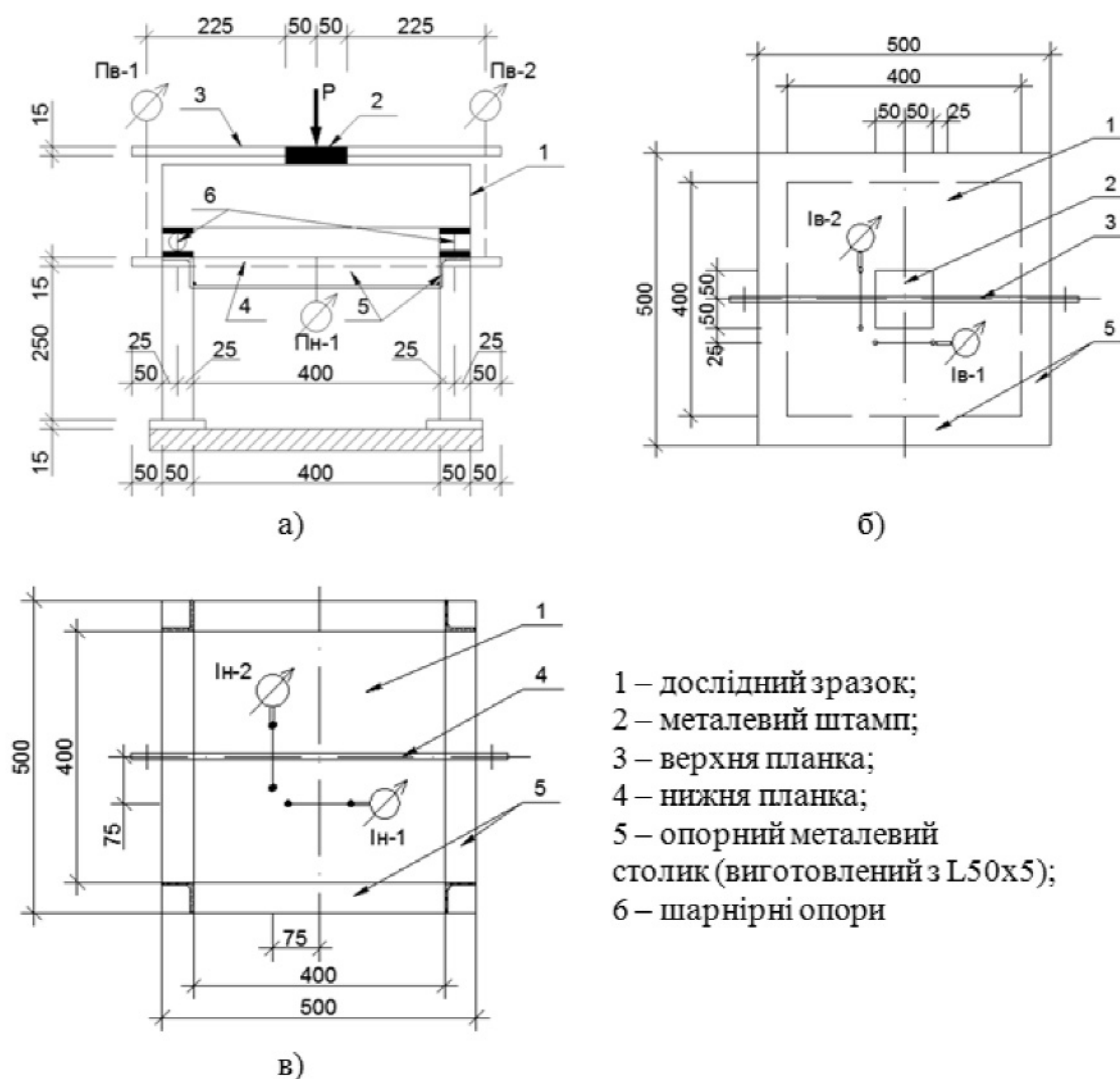 225 50 50 225
Пв-1
Пв-2
3
P
2
1
15
6
15
4
Пн-1
5
250
25 25 25 25
50 400 50
15
50 50 400 50 50
а)
500
400
50 50 25
1
2
Ів-2
3
500
400
50
50
25
Ів-1
5
б)
1
Ін-2
4
500
400
5
75
Ін-1
75
400
500
в)
1 – дослідний зразок;
2 – металевий штамп;
3 – верхня планка;
4 – нижня планка;
5 – опорний металевий
столик (виготовлений з L50x5);
6 – шарнірні опори